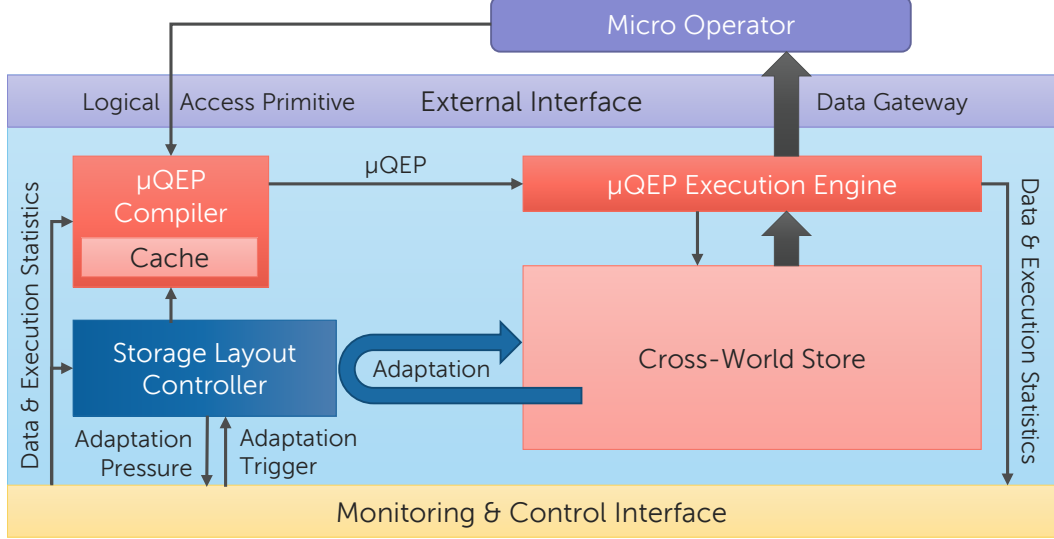 Micro Operator
Logical Access Primitive
External Interface
Data Gateway
µQEP
Compiler
Cache
µQEP
µQEP Execution Engine
Data & Execution Statistics
Data & Execution Statistics
Storage Layout
Controller
Adaptation
Cross-World Store
Adaptation
Pressure
Adaptation
Trigger
Monitoring & Control Interface